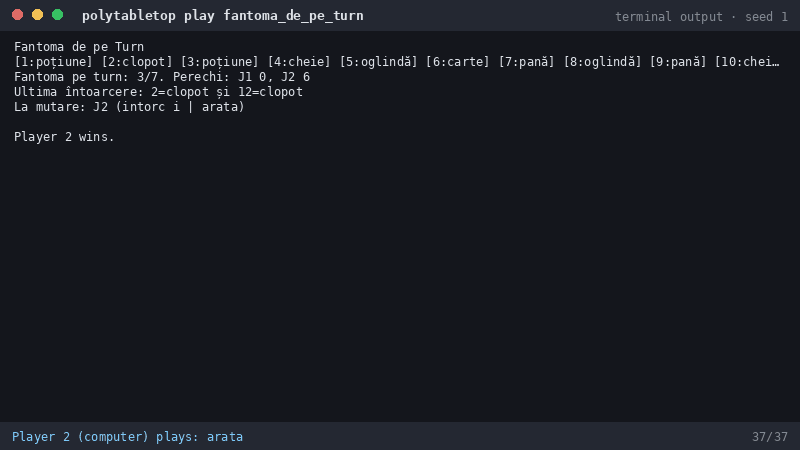 polytabletop play fantoma_de_pe_turn
terminal output · seed 1
Fantoma de pe Turn
[1:poțiune] [2:clopot] [3:poțiune] [4:cheie] [5:oglindă] [6:carte] [7:pană] [8:oglindă] [9:pană] [10:chei…
Fantoma pe turn: 3/7. Perechi: J1 0, J2 6
Ultima întoarcere: 2=clopot și 12=clopot
La mutare: J2 (intorc i | arata)
Player 2 wins.
Player 2 (computer) plays: arata
37/37